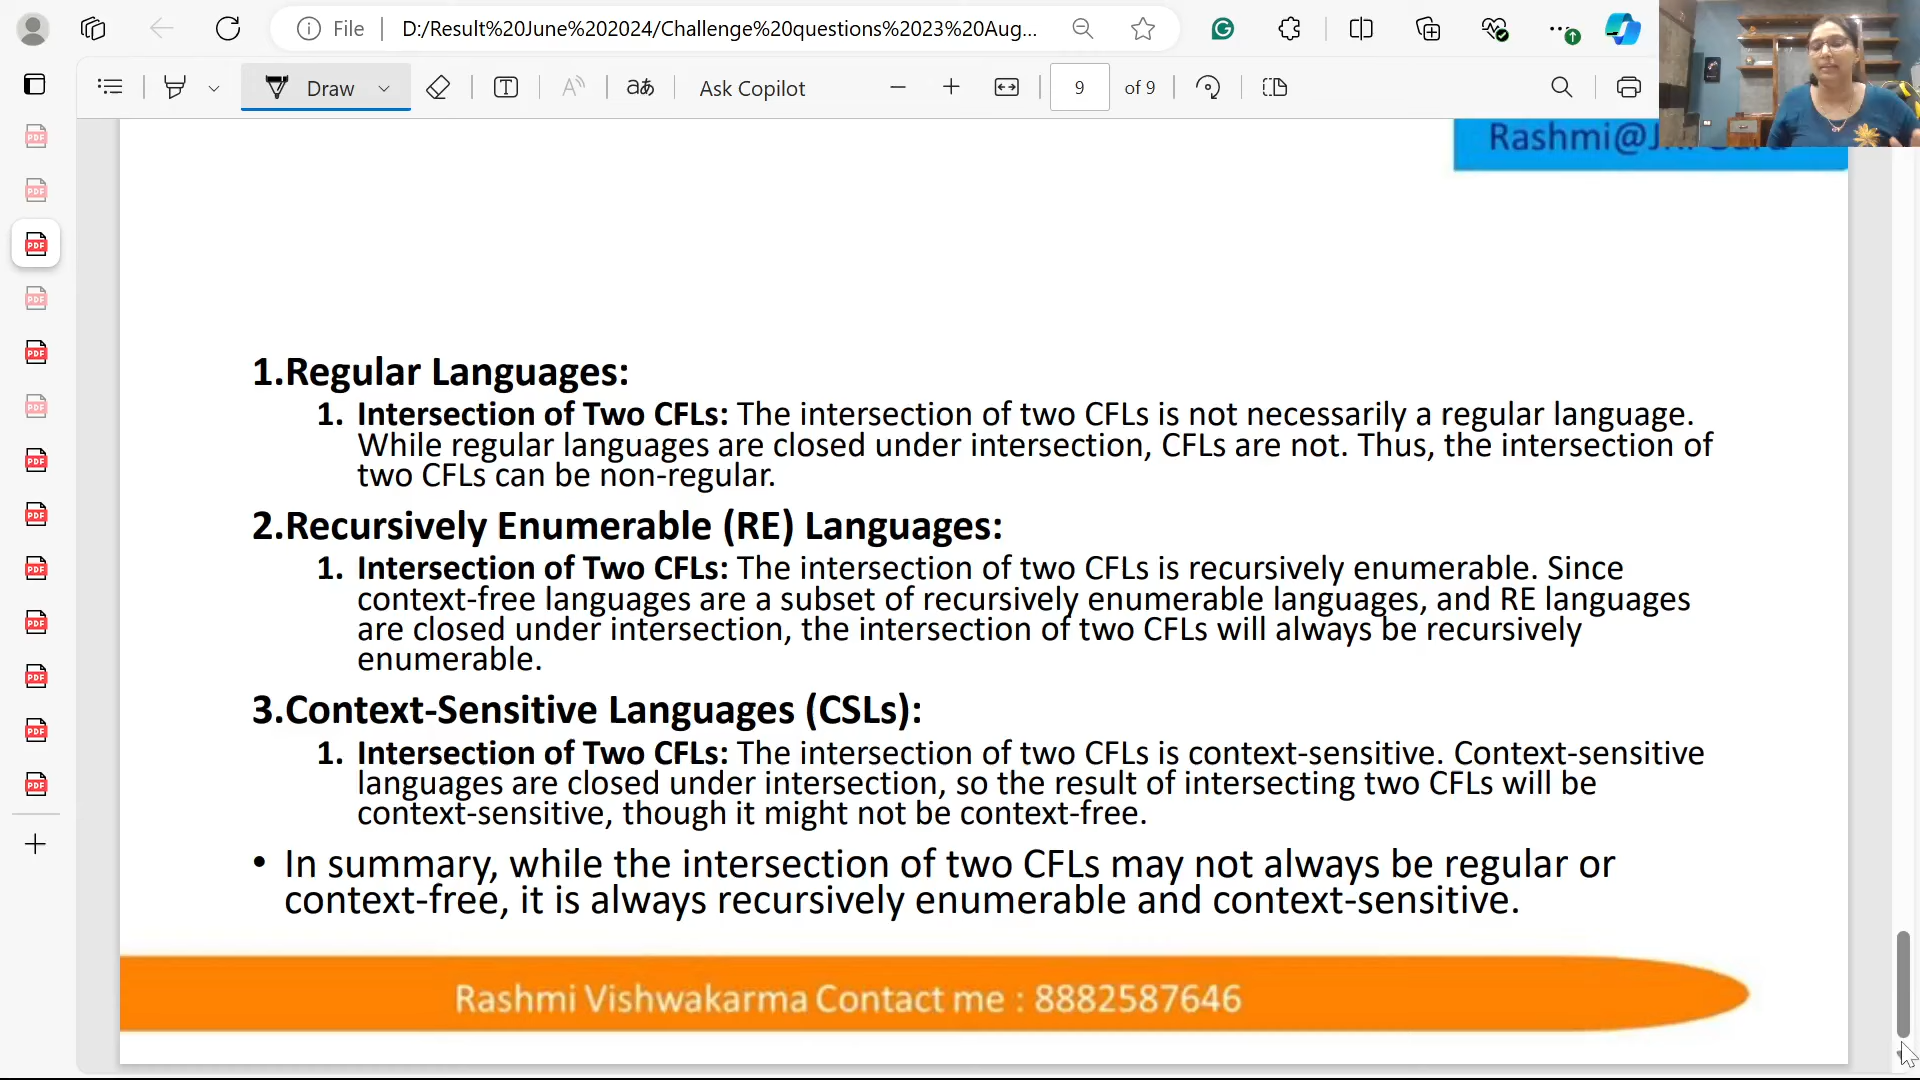 File
D:/Result%20June%202024/Challenge%20questions%2023%20Aug...
Draw
Ask Copilot
9 of 9
Rashmi@J
1.Regular Languages:
1. Intersection of Two CFLs: The intersection of two CFLs is not necessarily a regular language.
While regular languages are closed under intersection, CFLs are not. Thus, the intersection of
two CFLs can be non-regular.
2.Recursively Enumerable (RE) Languages:
1. Intersection of Two CFLs: The intersection of two CFLs is recursively enumerable. Since
context-free languages are a subset of recursively enumerable languages, and RE languages
are closed under intersection, the intersection of two CFLs will always be recursively
enumerable.
3.Context-Sensitive Languages (CSLs):
1. Intersection of Two CFLs: The intersection of two CFLs is context-sensitive. Context-sensitive
languages are closed under intersection, so the result of intersecting two CFLs will be
context-sensitive, though it might not be context-free.
• In summary, while the intersection of two CFLs may not always be regular or
context-free, it is always recursively enumerable and context-sensitive.
Rashmi Vishwakarma Contact me : 8882587646